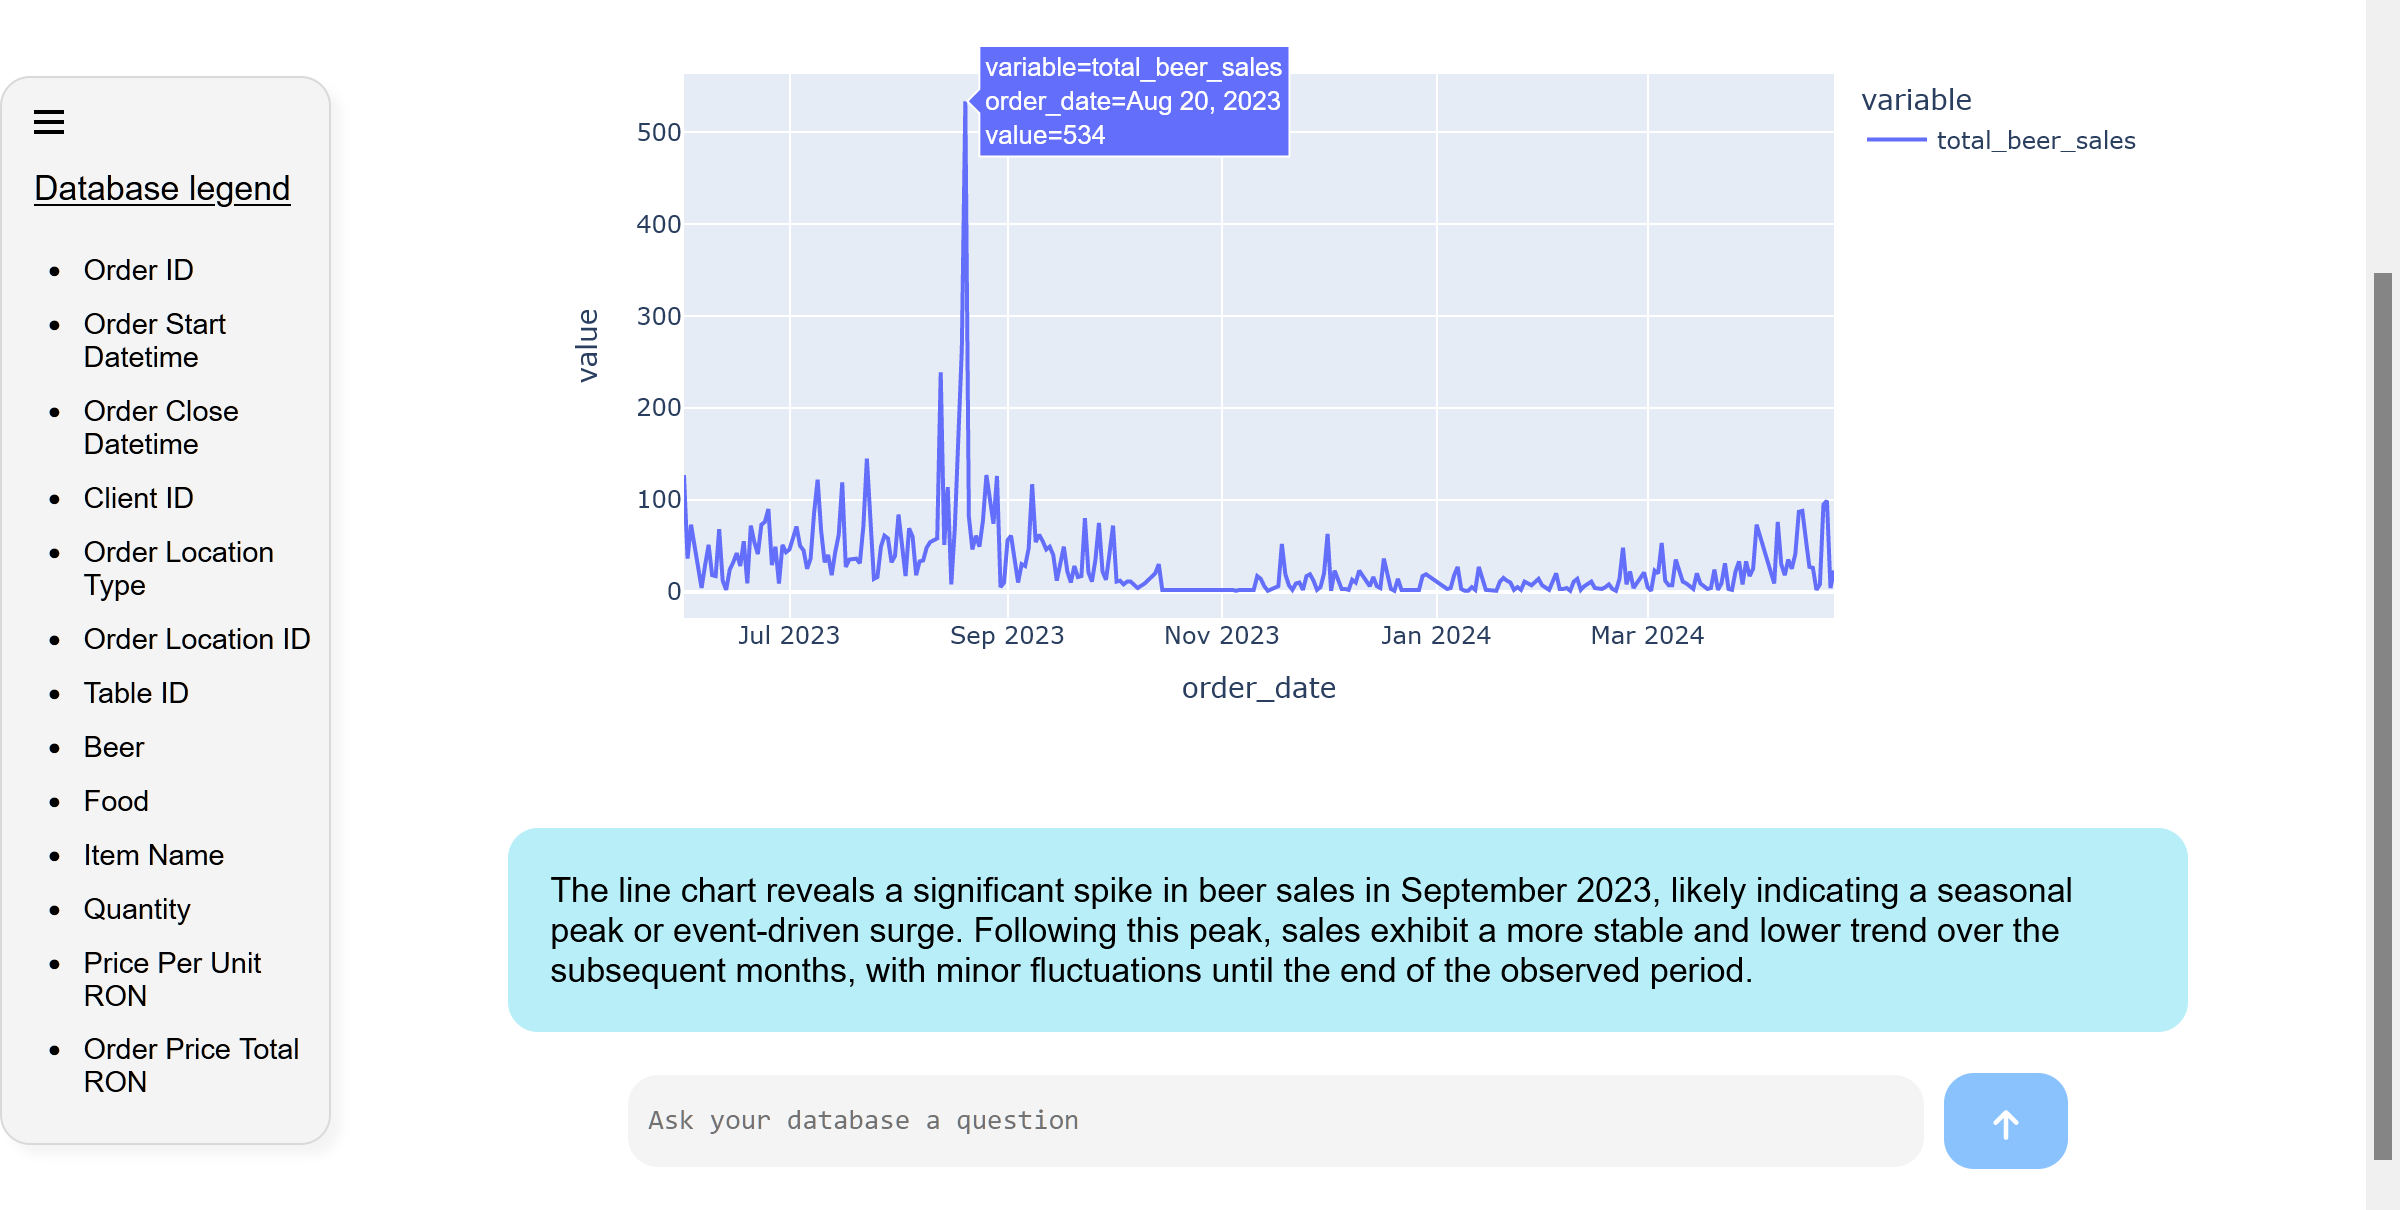 Database legend
Order ID
Order Start
Datetime
Order Close
Datetime
Client ID
Order Location
Type
Order Location ID
Table ID
Beer
Food
Item Name
Quantity
Price Per Unit
RON
Order Price Total
RON
variable=total_beer_sales
order_date=Aug 20, 2023
value=534
variable
total_beer_sales
value
500
400
300
200
100
0
Jul 2023
Sep 2023
Nov 2023
Jan 2024
Mar 2024
order_date
The line chart reveals a significant spike in beer sales in September 2023, likely indicating a seasonal
peak or event-driven surge. Following this peak, sales exhibit a more stable and lower trend over the
subsequent months, with minor fluctuations until the end of the observed period.
Ask your database a question